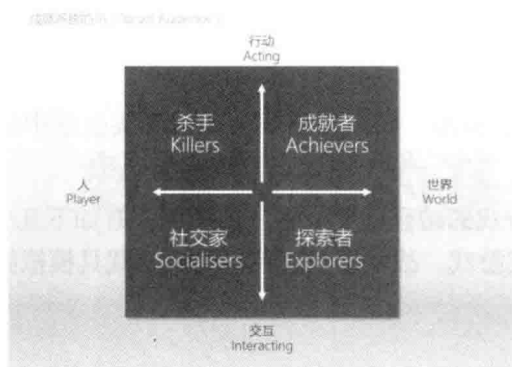 行动
Acting
杀手
Killers
成就者
Achievers
人
Player
世界
World
社交家
Socialisers
探索者
Explorers
交互
Interacting